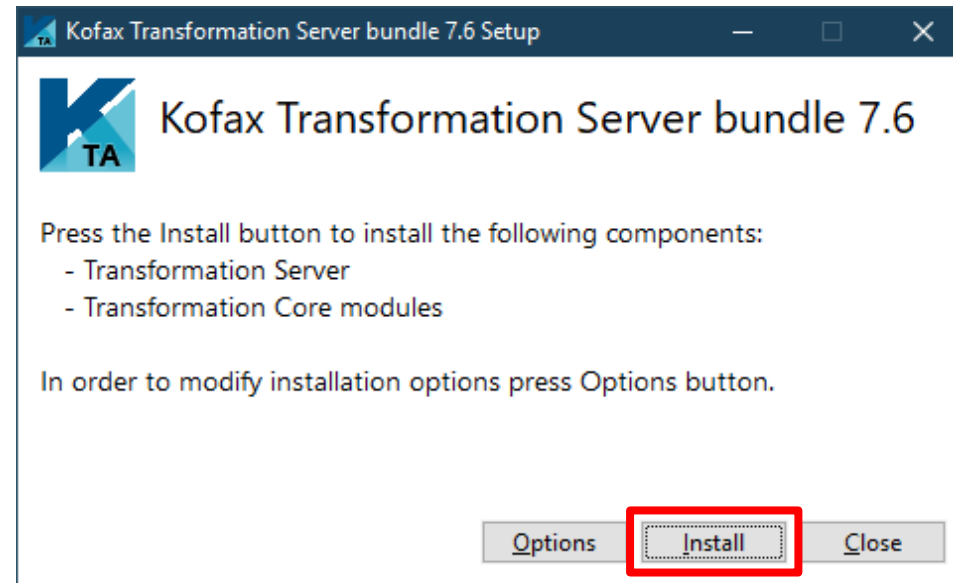 Kofax Transformation Server bundle 7.6 Setup
TA
Kofax Transformation Server bundle 7.6
TA
Press the Install button to install the following components:
- Transformation Server
- Transformation Core modules
In order to modify installation options press Options button.
Options Install Close